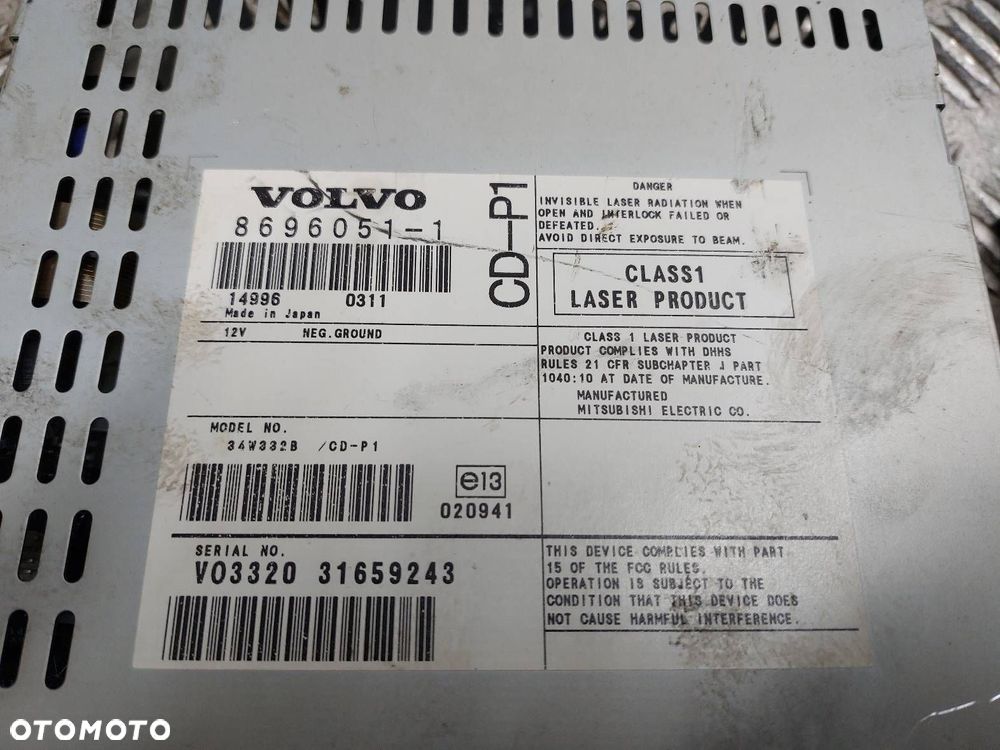 VOLVO
8696051-1
14996 0311
Made in Japan
CD-P1
DANGER
INVISIBLE LASER RADIATION WHEN
OPEN AND INTERLOCK FAILED OR
DEFEATED.
AVOID DIRECT EXPOSURE TO BEAM.
CLASS1
LASER PRODUCT
12V NEG.GROUND
CLASS 1 LASER PRODUCT
PRODUCT COMPLIES WITH DHHS
RULES 21 CFR SUBCHAPTER J PART
1040:10 AT DATE OF MANUFACTURE.
MANUFACTURED
MITSUBISHI ELECTRIC CO.
MODEL NO.
34W332B /CD-P1
e13
020941
SERIAL NO.
VO3320 31659243
THIS DEVICE COMPLIES WITH PART
15 OF THE FCC RULES.
OPERATION IS SUBJECT TO THE
CONDITION THAT THIS DEVICE DOES
NOT CAUSE HARMFUL INTERFERENCE.
OTOMOTO